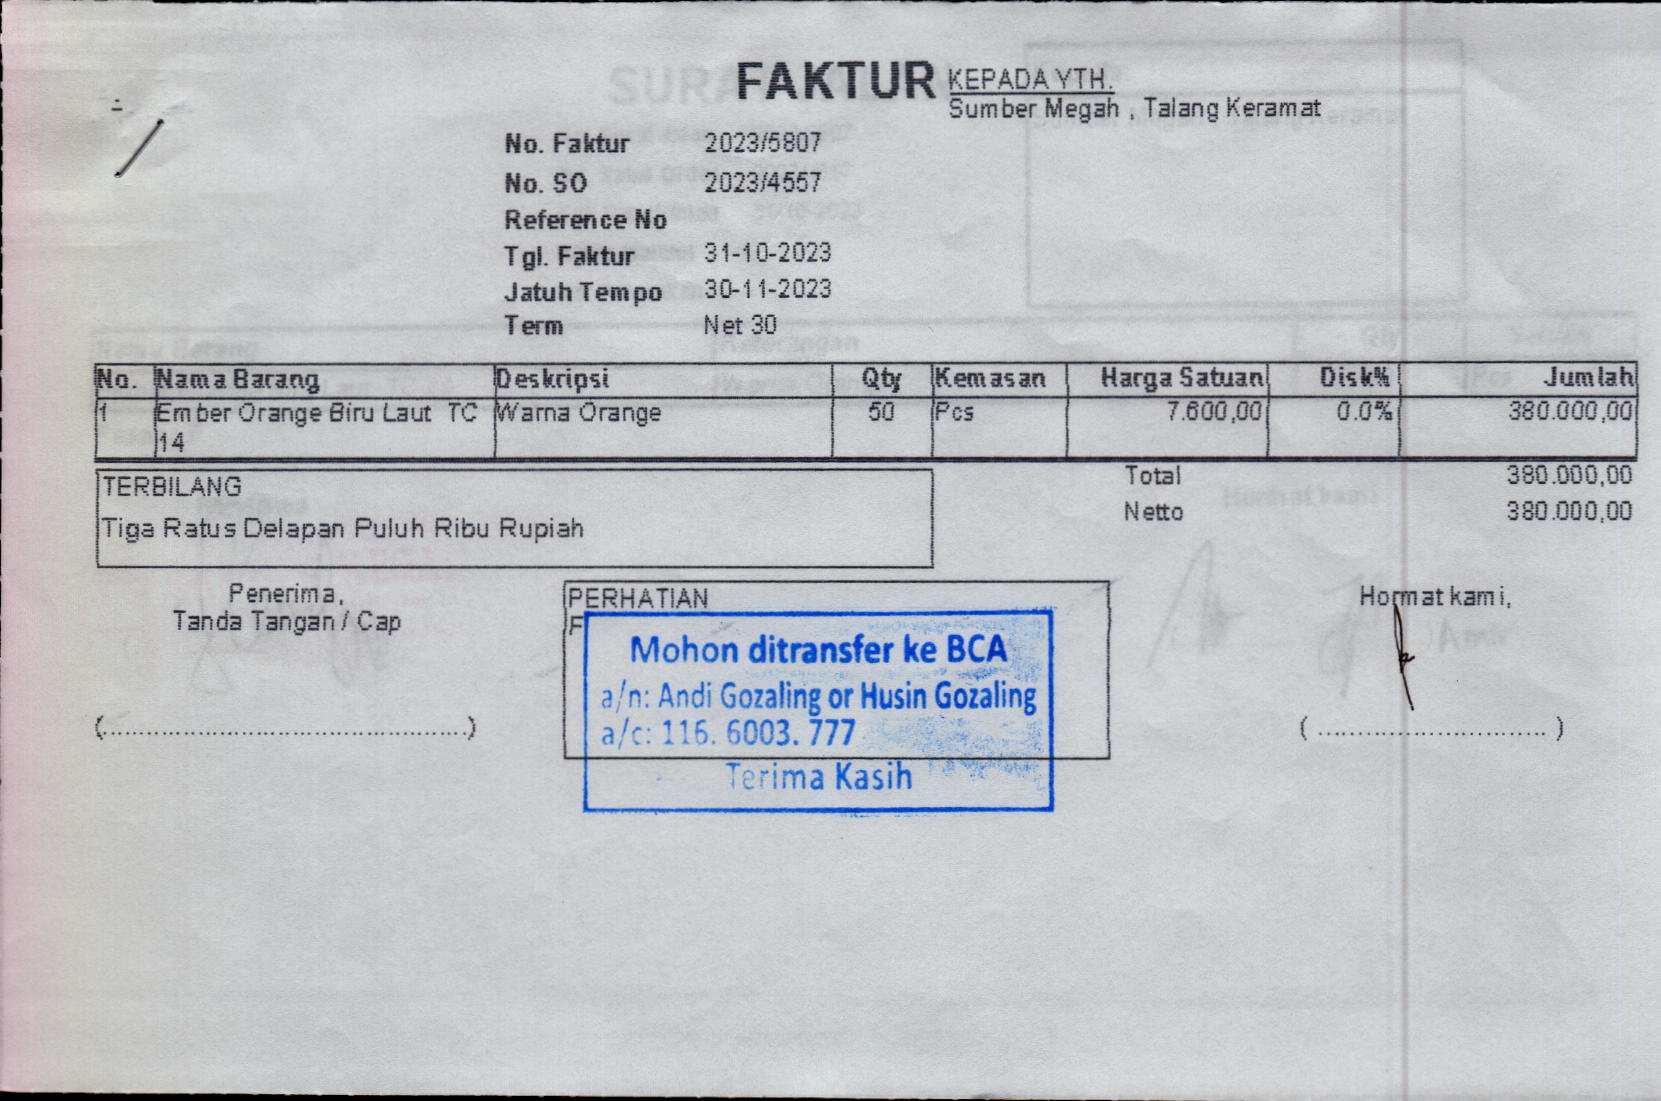 FAKTUR
KEPADA YTH.
Sumber Megah , Talang Keramat
No. Faktur 2023/5807
No. SO 2023/4557
Reference No
Tgl. Faktur 31-10-2023
Jatuh Tempo 30-11-2023
Term Net 30
No. Nama Barang Deskripsi Qty Kemasan Harga Satuan Disk% Jumlah
1 Ember Orange Biru Laut TC Warna Orange 50 Pcs 7.600,00 0.0% 380.000,00
14
TERBILANG
Tiga Ratus Delapan Puluh Ribu Rupiah
Total 380.000,00
Netto 380.000,00
Penerima,
Tanda Tangan / Cap
(..............................................)
PERHATIAN
F
Mohon ditransfer ke BCA
a/n: Andi Gozaling or Husin Gozaling
a/c: 116. 6003. 777
Terima Kasih
Hormat kami,
( ............................ )